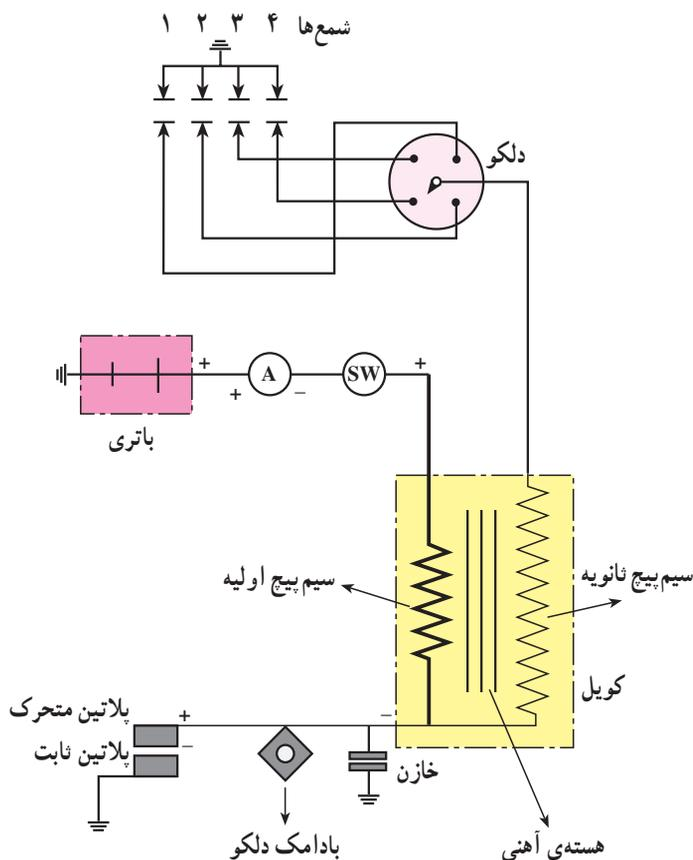 شمع‌ها ۴ ۳ ۲ ۱
دلکو
+ A + − SW +
باتری
سیم‌پیچ ثانویه
سیم‌پیچ اولیه
کویل
پلاتین متحرک + −
پلاتین ثابت −
خازن
بادامک دلکو
هسته‌ی آهنی